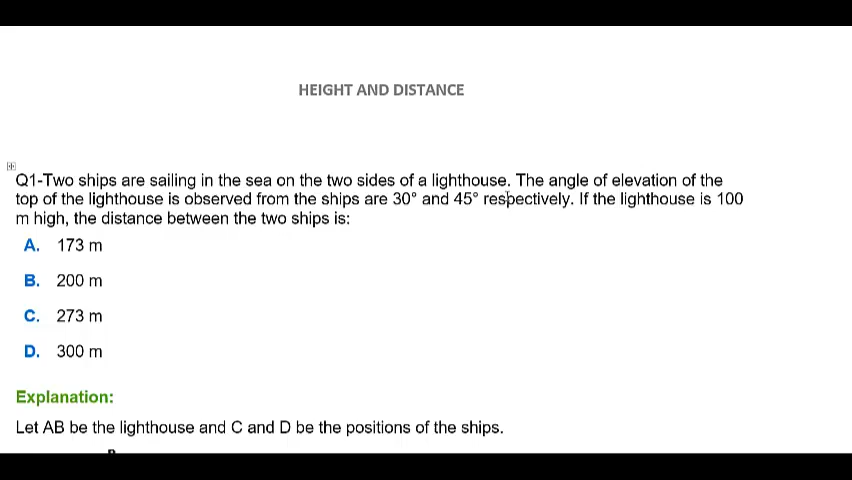 HEIGHT AND DISTANCE
Q1-Two ships are sailing in the sea on the two sides of a lighthouse. The angle of elevation of the
top of the lighthouse is observed from the ships are 30° and 45° respectively. If the lighthouse is 100
m high, the distance between the two ships is:
A. 173 m
B. 200 m
C. 273 m
D. 300 m
Explanation:
Let AB be the lighthouse and C and D be the positions of the ships.